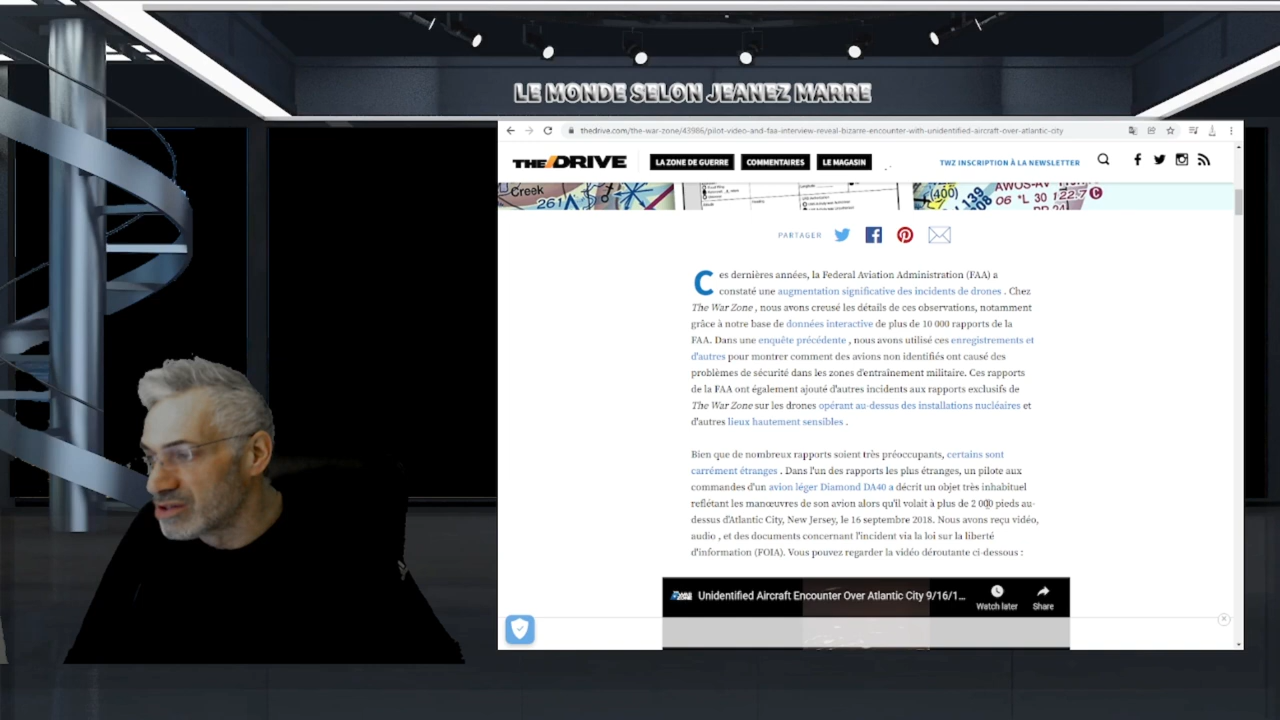 LE MONDE SELON JEANEZ MARRE
thedrive.com/the-war-zone/43986/pilot-video-and-faa-interview-reveal-bizarre-encounter-with-unidentified-aircraft-over-atlantic-city
THE DRIVE
LA ZONE DE GUERRE
COMMENTAIRES
LE MAGASIN
TWZ INSCRIPTION À LA NEWSLETTER
Creek
261
(400)
139
108
AWOS-AV
06 *L 30 122.7 C
PARTAGER
Ces dernières années, la Federal Aviation Administration (FAA) a
constaté une augmentation significative des incidents de drones . Chez
The War Zone , nous avons creusé les détails de ces observations, notamment
grâce à notre base de données interactive de plus de 10 000 rapports de la
FAA. Dans une enquête précédente , nous avons utilisé ces enregistrements et
d'autres pour montrer comment des avions non identifiés ont causé des
problèmes de sécurité dans les zones d'entraînement militaire. Ces rapports
de la FAA ont également ajouté d'autres incidents aux rapports exclusifs de
The War Zone sur les drones opérant au-dessus des installations nucléaires et
d'autres lieux hautement sensibles .
Bien que de nombreux rapports soient très préoccupants, certains sont
carrément étranges . Dans l'un des rapports les plus étranges, un pilote aux
commandes d'un avion léger Diamond DA40 a décrit un objet très inhabituel
reflétant les manœuvres de son avion alors qu'il volait à plus de 2 000 pieds au-
dessus d'Atlantic City, New Jersey, le 16 septembre 2018. Nous avons reçu vidéo,
audio , et des documents concernant l'incident via la loi sur la liberté
d'information (FOIA). Vous pouvez regarder la vidéo déroutante ci-dessous :
Unidentified Aircraft Encounter Over Atlantic City 9/16/1...
Watch later
Share